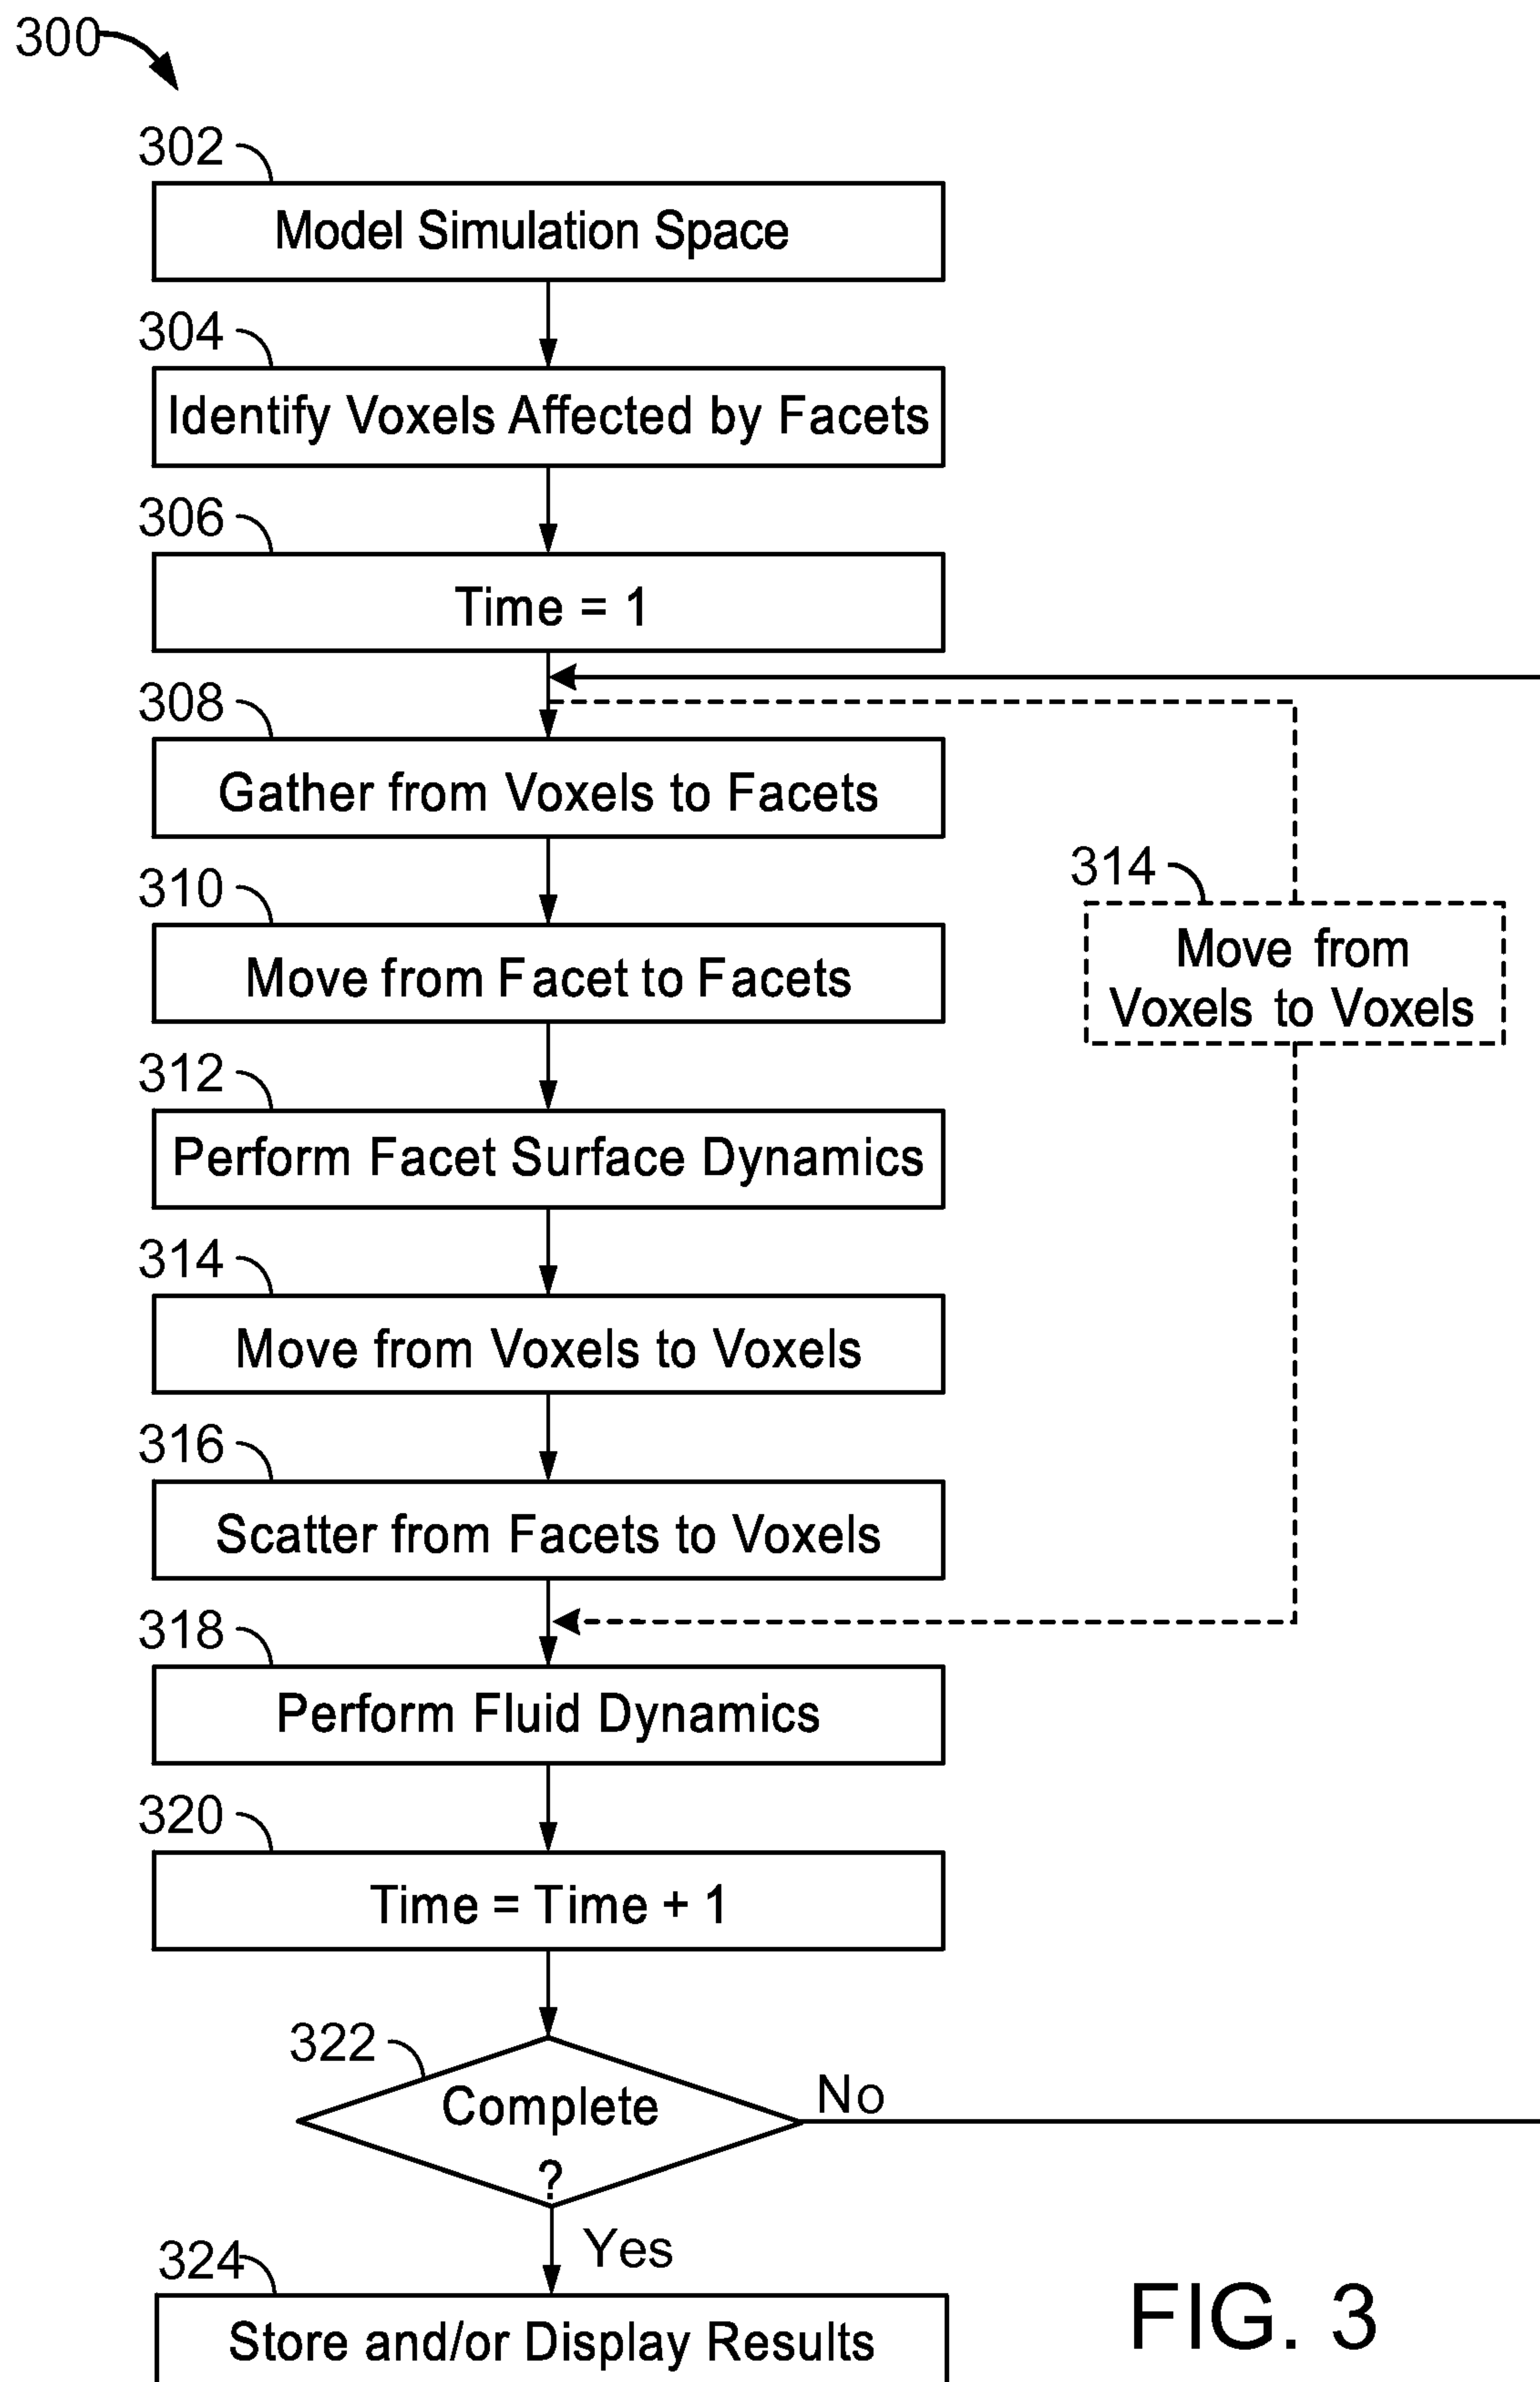 300
302
Model Simulation Space
304
Identify Voxels Affected by Facets
306
Time = 1
308
Gather from Voxels to Facets
310
Move from Facet to Facets
314
Move from
Voxels to Voxels
312
Perform Facet Surface Dynamics
314
Move from Voxels to Voxels
316
Scatter from Facets to Voxels
318
Perform Fluid Dynamics
320
Time = Time + 1
322
Complete
?
No
Yes
324
Store and/or Display Results
FIG. 3